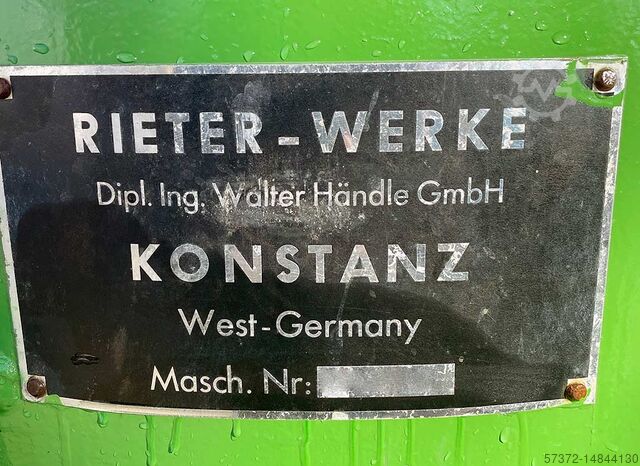 RIETER-WERKE
Dipl. Ing. Walter Händle GmbH
KONSTANZ
West-Germany
Masch. Nr:
57372-14844130